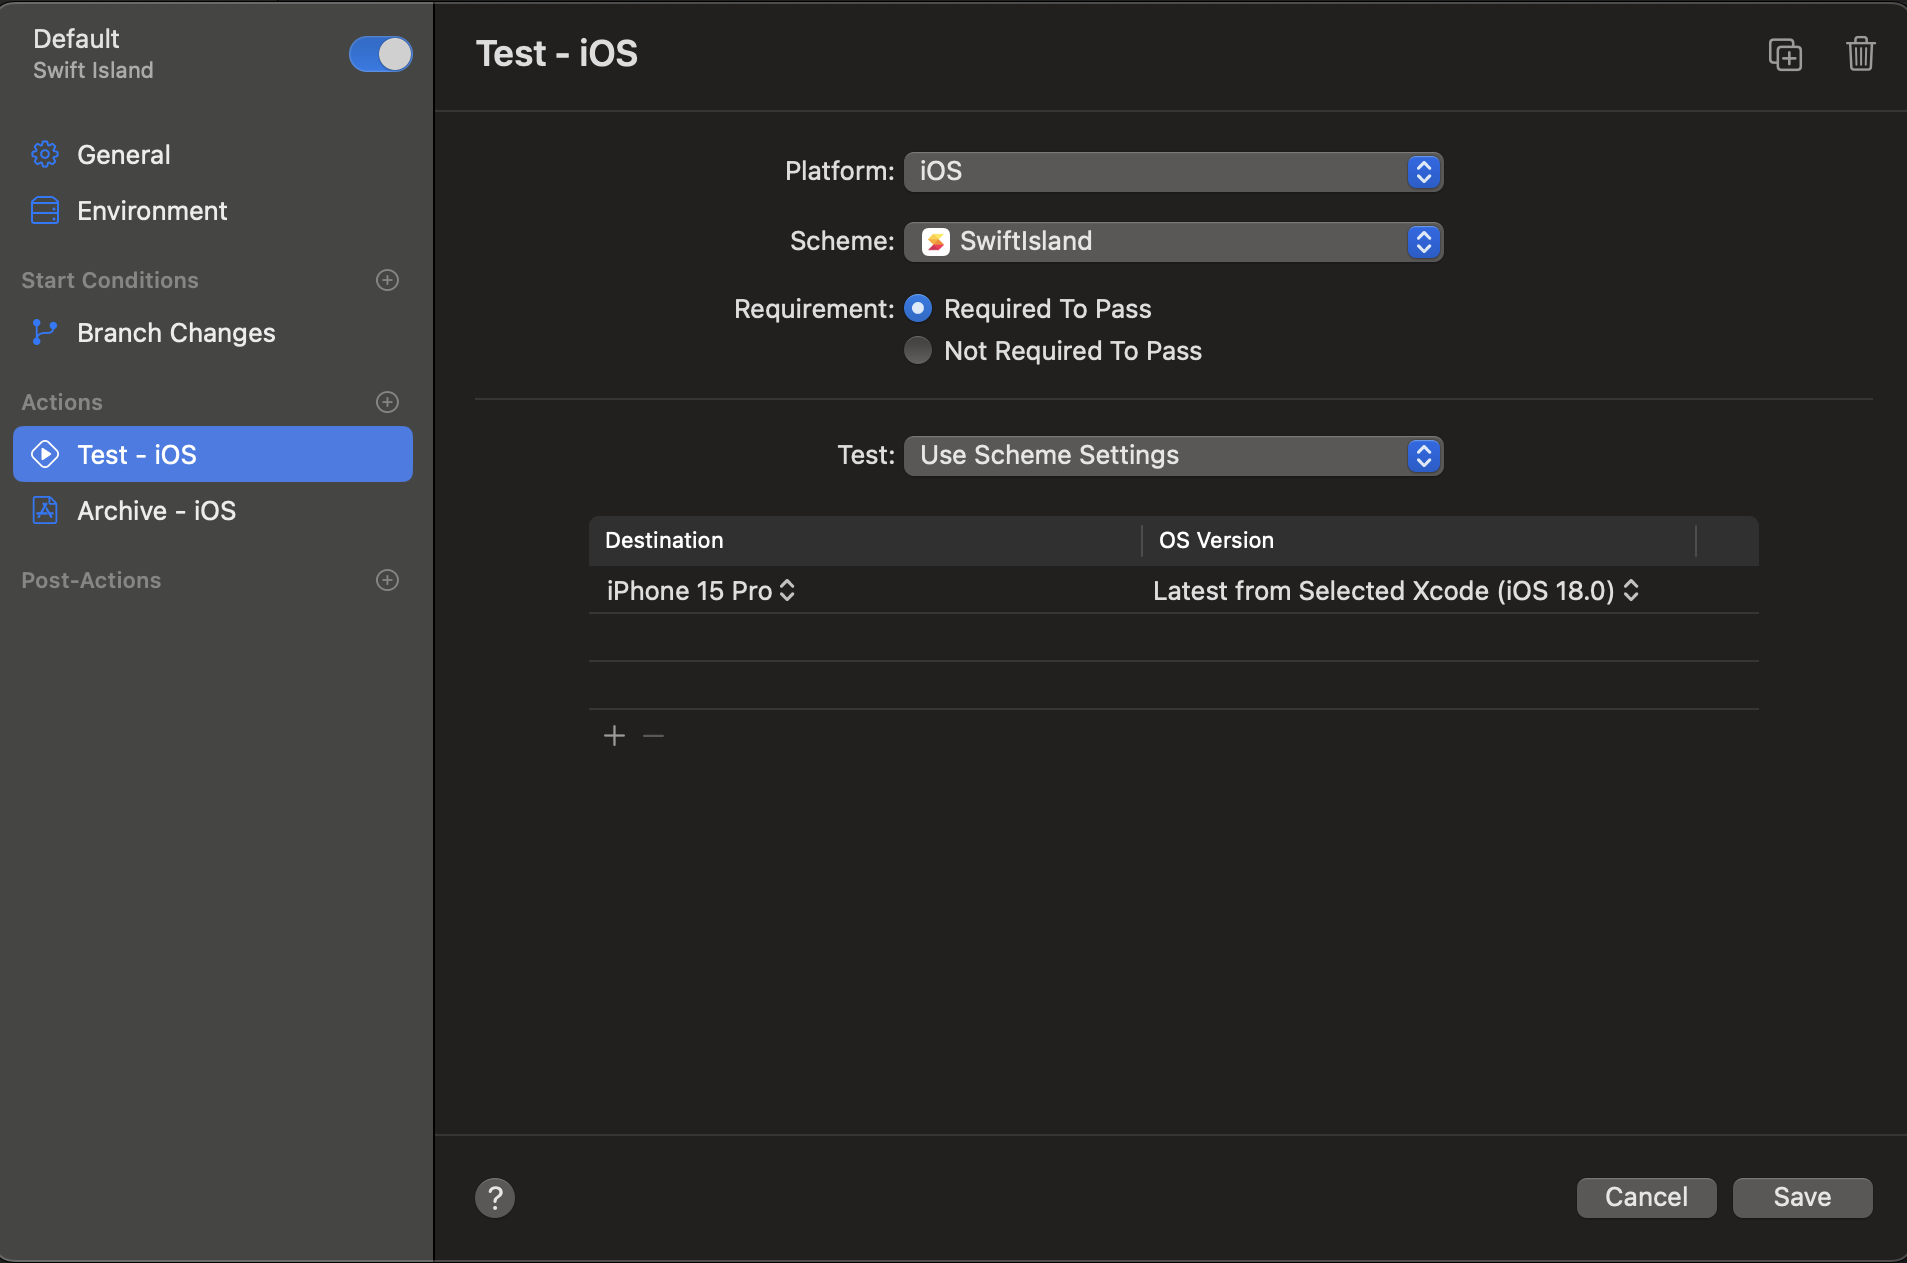 Default
Swift Island
General
Environment
Start Conditions
Branch Changes
Actions
Test - iOS
Archive - iOS
Post-Actions
Test - iOS
Platform: iOS
Scheme: SwiftIsland
Requirement: Required To Pass
Not Required To Pass
Test: Use Scheme Settings
Destination OS Version
iPhone 15 Pro Latest from Selected Xcode (iOS 18.0)
?
Cancel Save